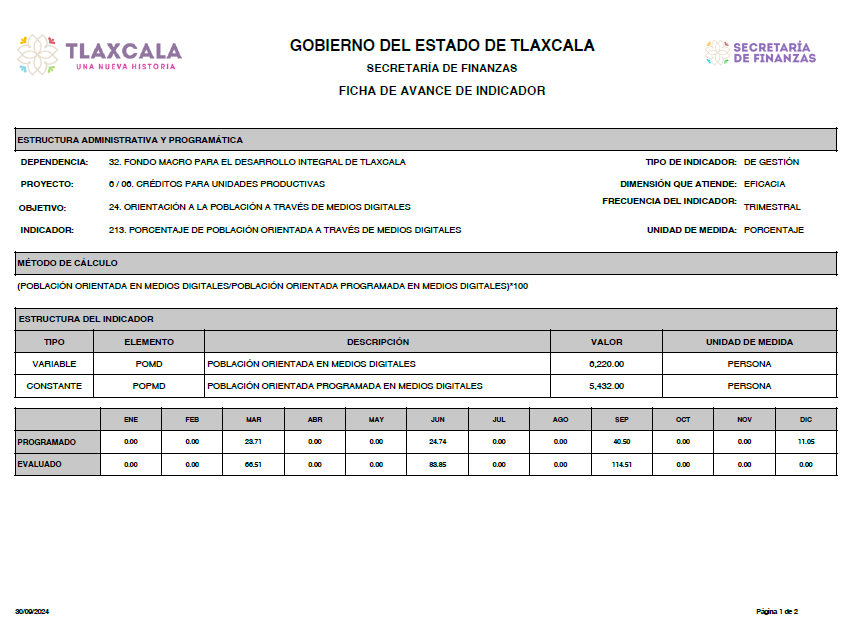 TLAXCALA
UNA NUEVA HISTORIA
GOBIERNO DEL ESTADO DE TLAXCALA
SECRETARÍA DE FINANZAS
FICHA DE AVANCE DE INDICADOR
SECRETARÍA
DE FINANZAS
ESTRUCTURA ADMINISTRATIVA Y PROGRAMÁTICA
DEPENDENCIA: 32. FONDO MACRO PARA EL DESARROLLO INTEGRAL DE TLAXCALA TIPO DE INDICADOR: DE GESTIÓN
PROYECTO: 6 / 06. CRÉDITOS PARA UNIDADES PRODUCTIVAS DIMENSIÓN QUE ATIENDE: EFICACIA
OBJETIVO: 24. ORIENTACIÓN A LA POBLACIÓN A TRAVÉS DE MEDIOS DIGITALES FRECUENCIA DEL INDICADOR: TRIMESTRAL
INDICADOR: 213. PORCENTAJE DE POBLACIÓN ORIENTADA A TRAVÉS DE MEDIOS DIGITALES UNIDAD DE MEDIDA: PORCENTAJE
MÉTODO DE CÁLCULO
(POBLACIÓN ORIENTADA EN MEDIOS DIGITALES/POBLACIÓN ORIENTADA PROGRAMADA EN MEDIOS DIGITALES)*100
ESTRUCTURA DEL INDICADOR
TIPO ELEMENTO DESCRIPCIÓN VALOR UNIDAD DE MEDIDA
VARIABLE POMD POBLACIÓN ORIENTADA EN MEDIOS DIGITALES 6,220.00 PERSONA
CONSTANTE POPMD POBLACIÓN ORIENTADA PROGRAMADA EN MEDIOS DIGITALES 5,432.00 PERSONA
ENE FEB MAR ABR MAY JUN JUL AGO SEP OCT NOV DIC
PROGRAMADO 0.00 0.00 23.71 0.00 0.00 24.74 0.00 0.00 40.50 0.00 0.00 11.05
EVALUADO 0.00 0.00 66.51 0.00 0.00 83.85 0.00 0.00 114.51 0.00 0.00 0.00
30/09/2024 Página 1 de 2